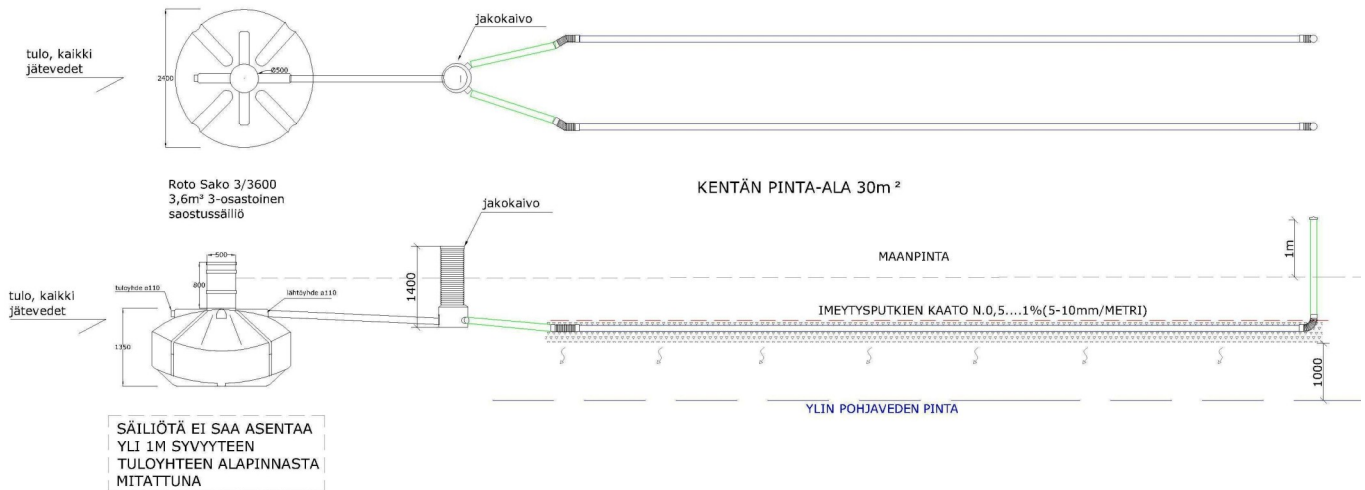 jakokaivo
tulo, kaikki
jätevedet
2400
Ø500
Roto Sako 3/3600
3,6m³ 3-osastoinen
saostussäiliö
KENTÄN PINTA-ALA 30m²
jakokaivo
500
800
1400
MAANPINTA
1m
tuloyhde ø110
lähtöyhde ø110
tulo, kaikki
jätevedet
IMEYTYSPUTKIEN KAATO N.0,5....1%(5-10mm/METRI)
1350
1000
YLIN POHJAVEDEN PINTA
SÄILIÖTÄ EI SAA ASENTAA
YLI 1M SYVYYTEEN
TULOYHTEEN ALAPINNASTA
MITATTUNA